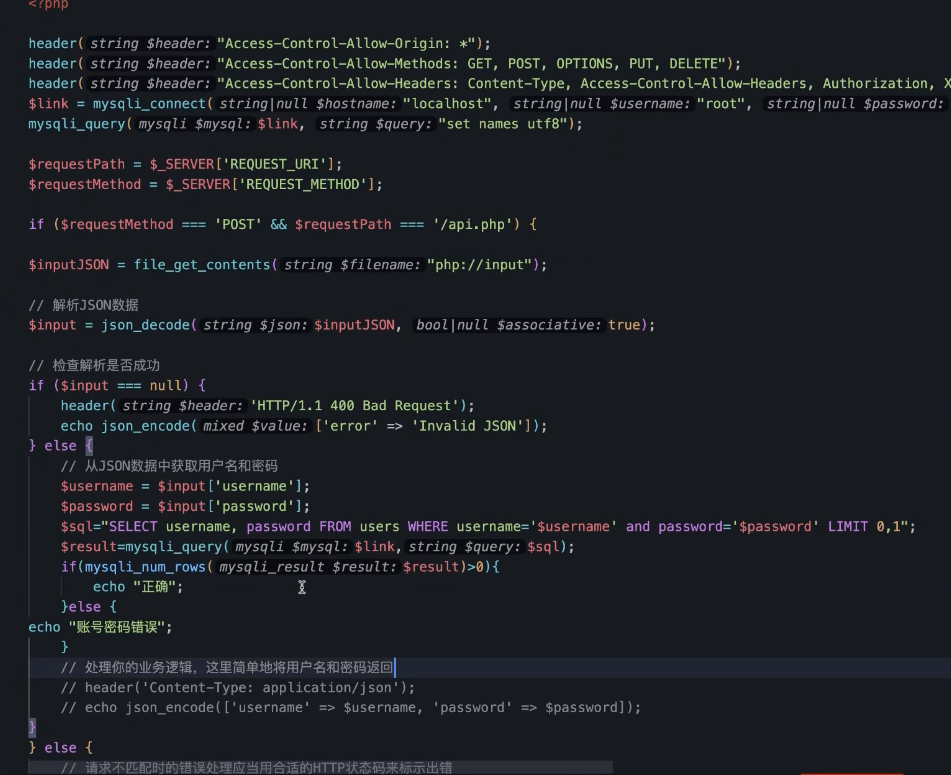 <?php
header( string $header: "Access-Control-Allow-Origin: *");
header( string $header: "Access-Control-Allow-Methods: GET, POST, OPTIONS, PUT, DELETE");
header( string $header: "Access-Control-Allow-Headers: Content-Type, Access-Control-Allow-Headers, Authorization, X
$link = mysqli_connect( string|null $hostname: "localhost", string|null $username: "root", string|null $password:
mysqli_query( mysqli $mysql: $link, string $query: "set names utf8");
$requestPath = $_SERVER['REQUEST_URI'];
$requestMethod = $_SERVER['REQUEST_METHOD'];
if ($requestMethod === 'POST' && $requestPath === '/api.php') {
$inputJSON = file_get_contents( string $filename: "php://input");
// 解析JSON数据
$input = json_decode( string $json: $inputJSON, bool|null $associative: true);
// 检查解析是否成功
if ($input === null) {
header( string $header: 'HTTP/1.1 400 Bad Request');
echo json_encode( mixed $value: ['error' => 'Invalid JSON']);
} else {
// 从JSON数据中获取用户名和密码
$username = $input['username'];
$password = $input['password'];
$sql="SELECT username, password FROM users WHERE username='$username' and password='$password' LIMIT 0,1";
$result=mysqli_query( mysqli $mysql: $link, string $query: $sql);
if(mysqli_num_rows( mysqli_result $result: $result)>0){
echo "正确";
}else {
echo "账号密码错误";
}
// 处理你的业务逻辑，这里简单地将用户名和密码返回
// header('Content-Type: application/json');
// echo json_encode(['username' => $username, 'password' => $password]);
}
} else {
// 请求不匹配时的错误处理应当用合适的HTTP状态码来标示出错